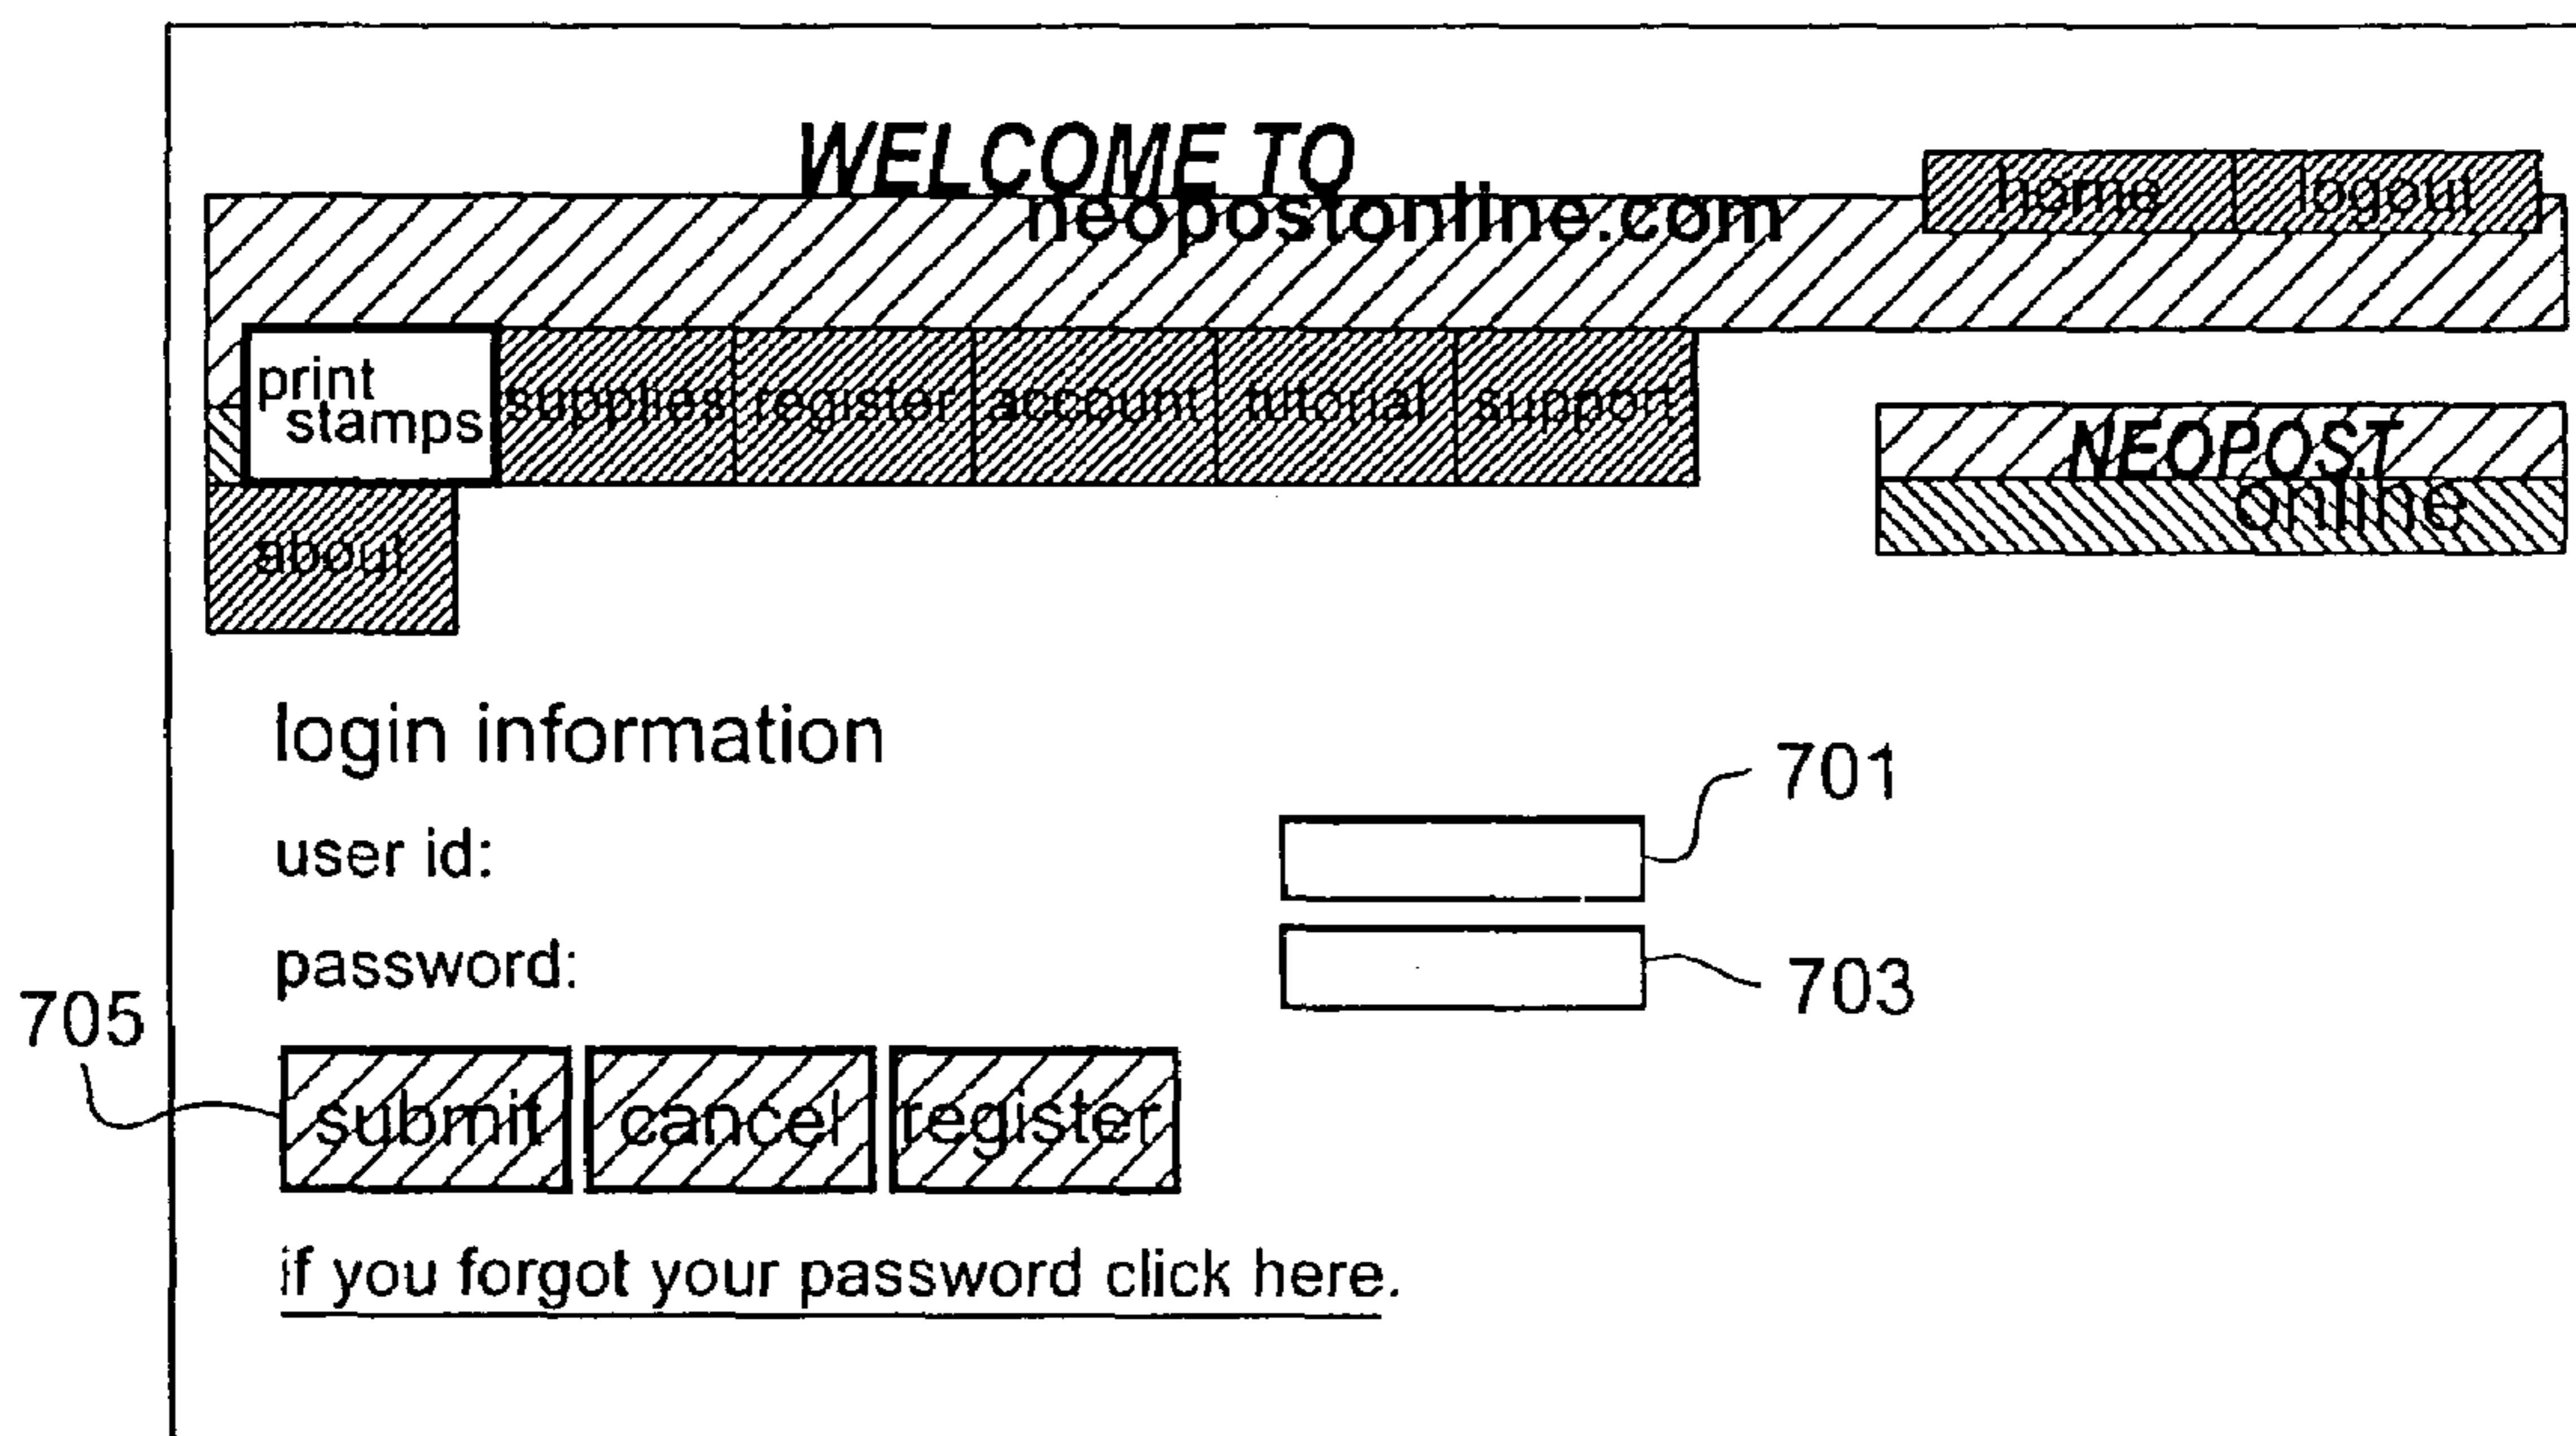 WELCOME TO
neopostonline.com
home logout
print
stamps
supplies register account tutorial support
NEOPOST
online
about
login information
701
user id:
password:
703
705
submit cancel register
if you forgot your password click here.